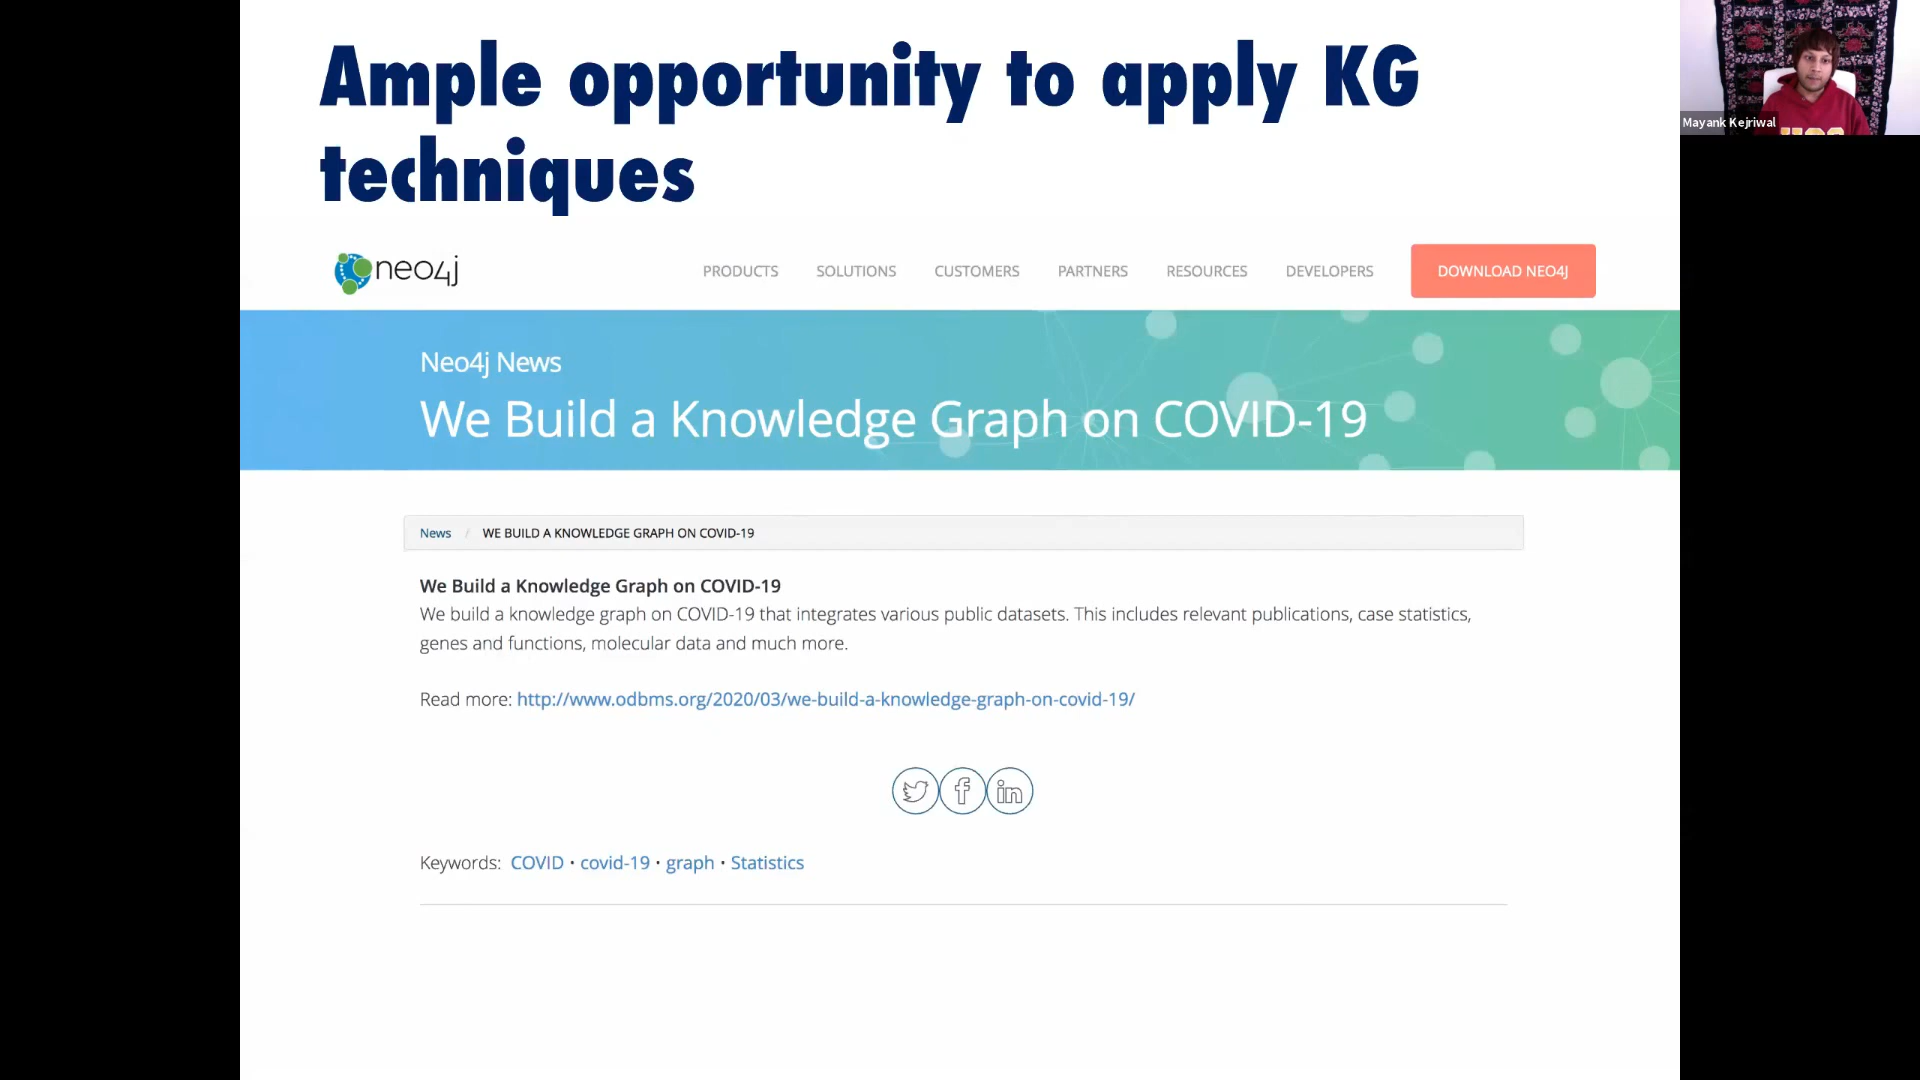 Ample opportunity to apply KG
techniques
Mayank Kejriwal
neo4j
PRODUCTS SOLUTIONS CUSTOMERS PARTNERS RESOURCES DEVELOPERS DOWNLOAD NEO4J
Neo4j News
We Build a Knowledge Graph on COVID-19
News / WE BUILD A KNOWLEDGE GRAPH ON COVID-19
We Build a Knowledge Graph on COVID-19
We build a knowledge graph on COVID-19 that integrates various public datasets. This includes relevant publications, case statistics,
genes and functions, molecular data and much more.
Read more: http://www.odbms.org/2020/03/we-build-a-knowledge-graph-on-covid-19/
f in
Keywords: COVID • covid-19 • graph • Statistics